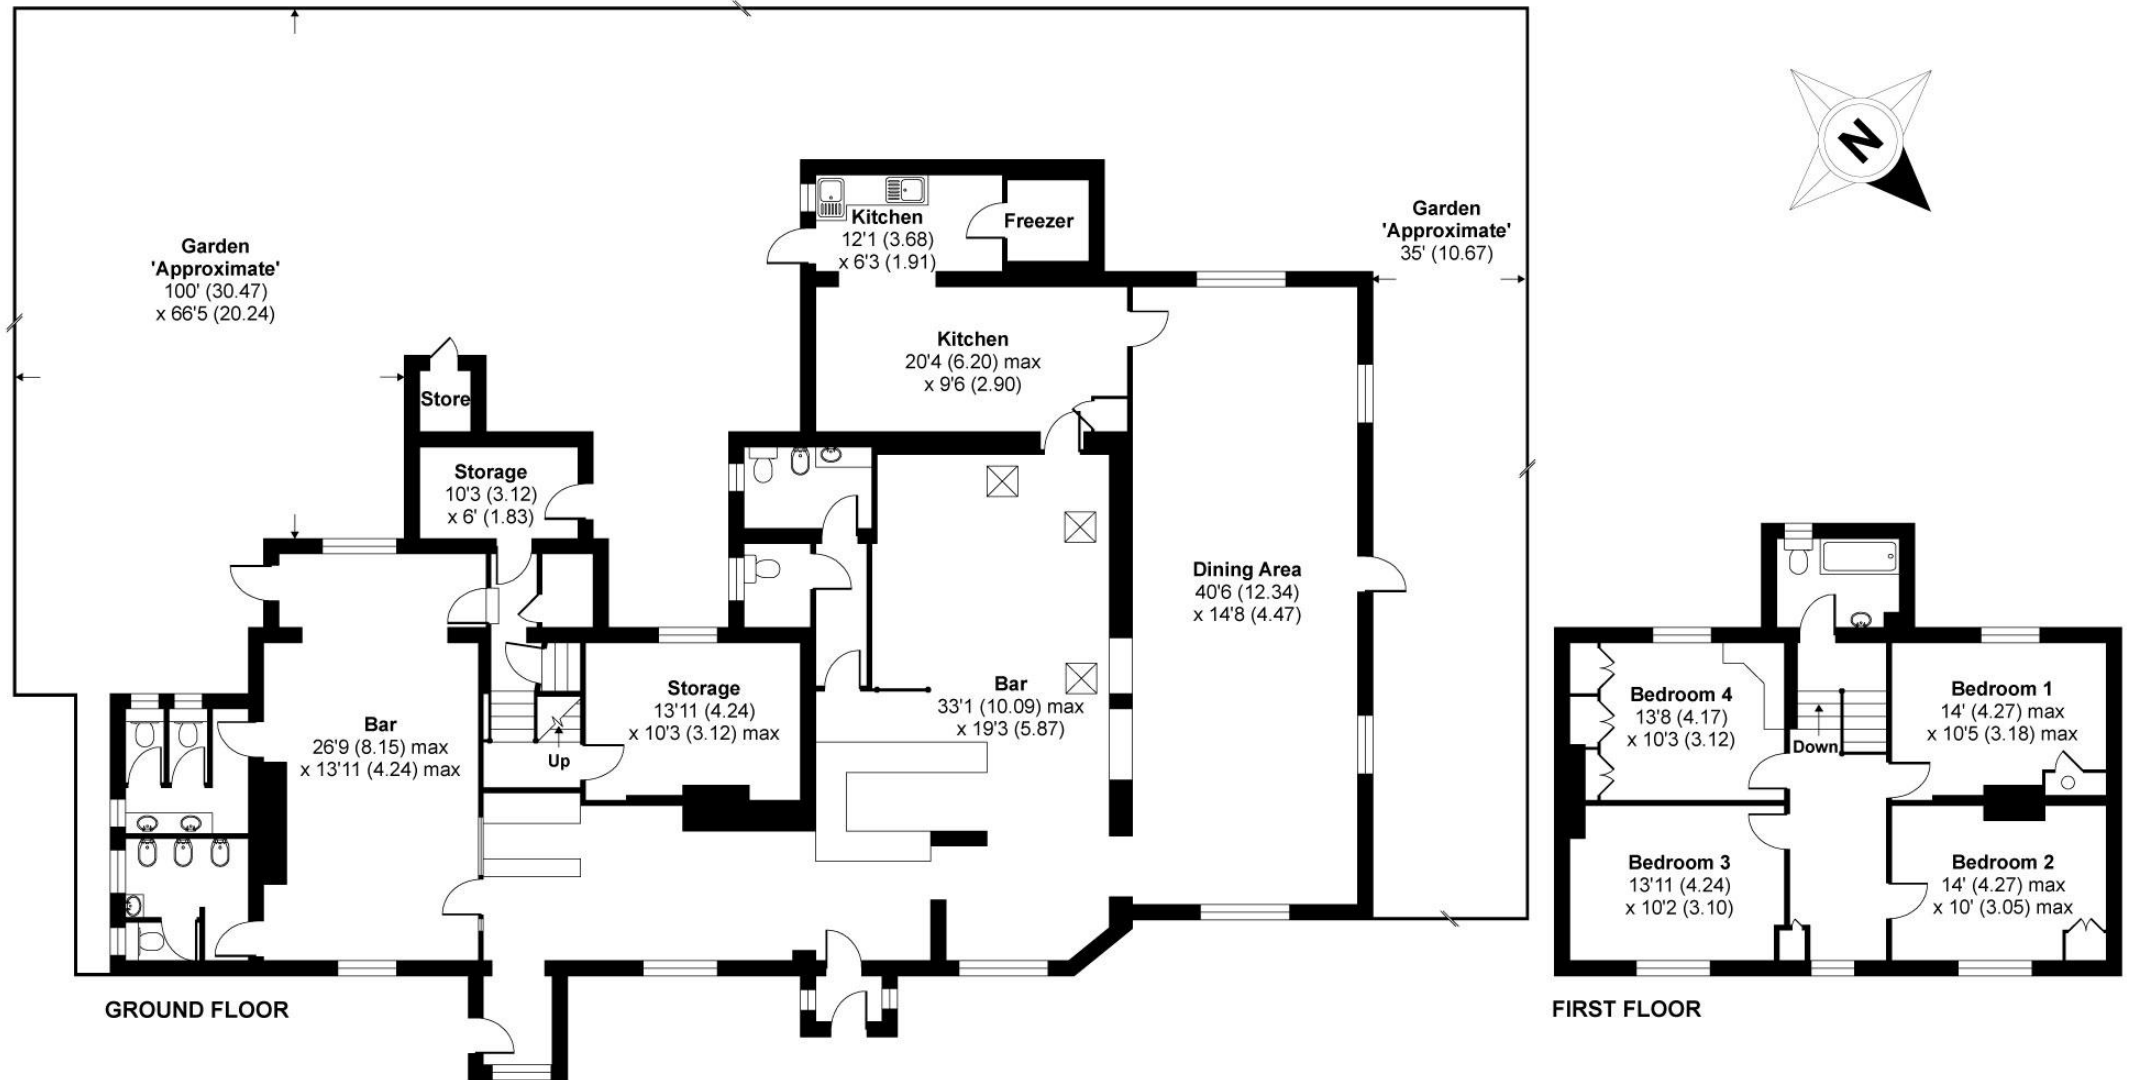 Garden
'Approximate'
100' (30.47)
x 66'5 (20.24)
Kitchen
12'1 (3.68)
x 6'3 (1.91)
Freezer
Garden
'Approximate'
35' (10.67)
N
Kitchen
20'4 (6.20) max
x 9'6 (2.90)
Store
Storage
10'3 (3.12)
x 6' (1.83)
Dining Area
40'6 (12.34)
x 14'8 (4.47)
Bar
26'9 (8.15) max
x 13'11 (4.24) max
Up
Storage
13'11 (4.24)
x 10'3 (3.12) max
Bar
33'1 (10.09) max
x 19'3 (5.87)
Bedroom 4
13'8 (4.17)
x 10'3 (3.12)
Down
Bedroom 1
14' (4.27) max
x 10'5 (3.18) max
Bedroom 3
13'11 (4.24)
x 10'2 (3.10)
Bedroom 2
14' (4.27) max
x 10' (3.05) max
GROUND FLOOR
FIRST FLOOR